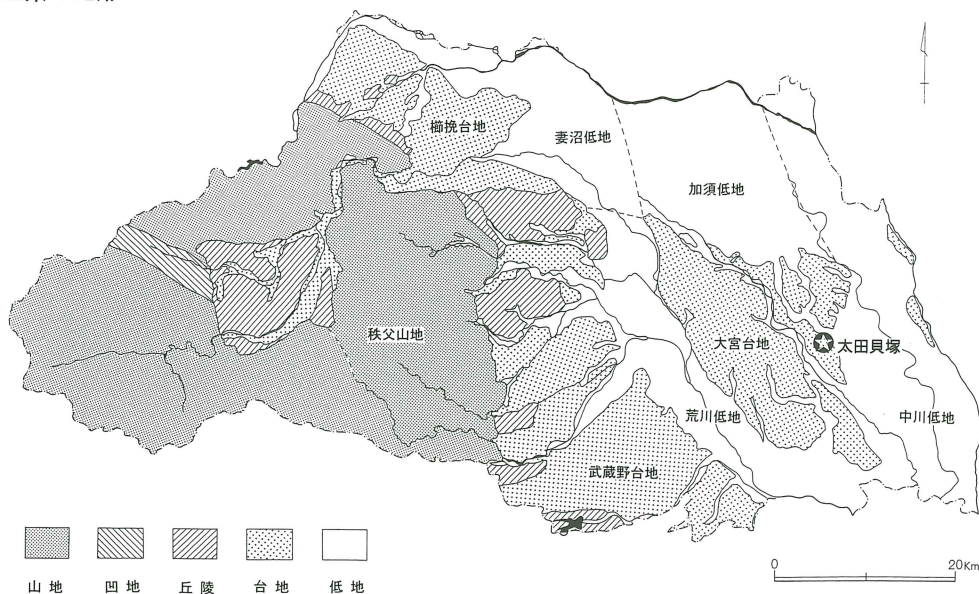 櫛挽台地
妻沼低地
加須低地
秩父山地
大宮台地
太田貝塚
荒川低地
中川低地
武蔵野台地
山地
凹地
丘陵
台地
低地
0
20Km